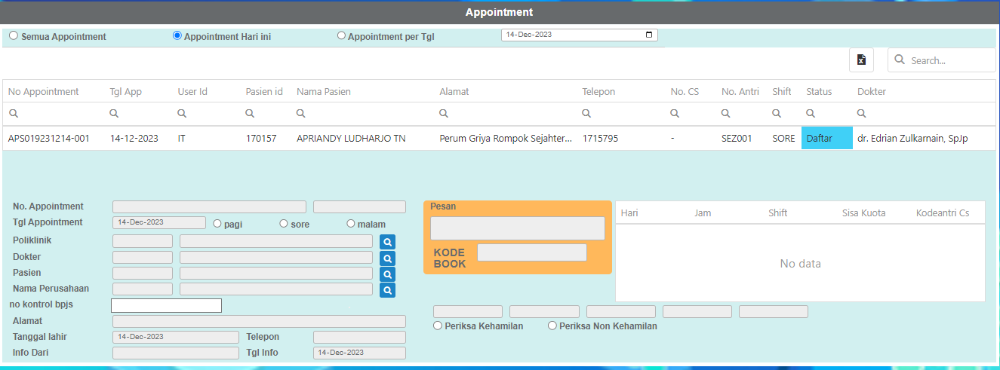 Appointment
Semua Appointment Appointment Hari ini Appointment per Tgl 14-Dec-2023
Search...
No Appointment Tgl App User Id Pasien id Nama Pasien Alamat Telepon No. CS No. Antri Shift Status Dokter
APS019231214-001 14-12-2023 IT 170157 APRIANDY LUDHARJO TN Perum Griya Rompok Sejahter... 1715795 - SEZ001 SORE Daftar dr. Edrian Zulkarnain, SpJp
No. Appointment
Tgl Appointment 14-Dec-2023 pagi sore malam
Poliklinik
Dokter
Pasien
Nama Perusahaan
no kontrol bpjs
Alamat
Tanggal lahir 14-Dec-2023 Telepon
Info Dari Tgl Info 14-Dec-2023
Pesan
KODE
BOOK
Hari Jam Shift Sisa Kuota Kodeantri Cs
No data
Periksa Kehamilan Periksa Non Kehamilan